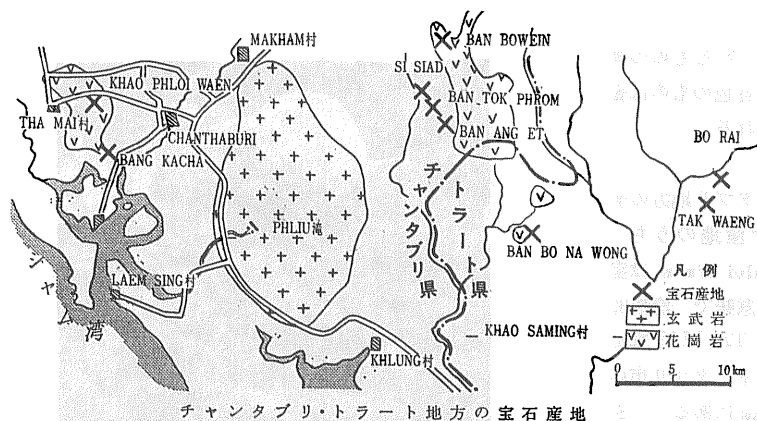 MAKHAM村
KHAO PHLOI WAEN
THA MAI村
CHANTHABURI
BANG KACHA
PHLIU滝
LAEM SING村
シャム湾
KHLUNG村
BAN BOWEIN
SI SIAD
BAN TOK PHROM
BAN ANG ET
チャンタブリ県
トラート県
BO RAI
TAK WAENG
BAN BO NA WONG
KHAO SAMING村
凡例
宝石産地
玄武岩
花崗岩
0 5 10km
チャンタブリ・トラート地方の宝石産地